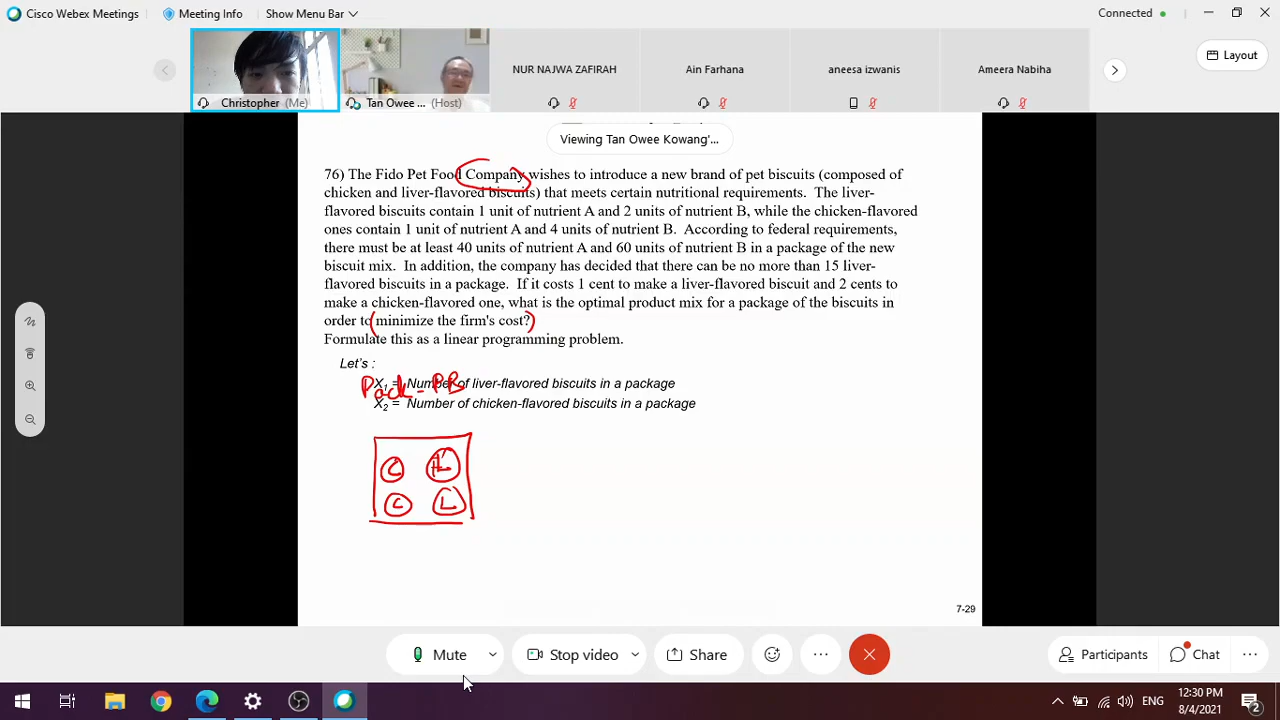 Cisco Webex Meetings
Meeting Info
Show Menu Bar
Connected
Layout
Christopher (Me)
Tan Owee ... (Host)
NUR NAJWA ZAFIRAH
Ain Farhana
aneesa izwanis
Ameera Nabiha
Viewing Tan Owee Kowang'...
76) The Fido Pet Food Company wishes to introduce a new brand of pet biscuits (composed of
chicken and liver-flavored biscuits) that meets certain nutritional requirements. The liver-
flavored biscuits contain 1 unit of nutrient A and 2 units of nutrient B, while the chicken-flavored
ones contain 1 unit of nutrient A and 4 units of nutrient B. According to federal requirements,
there must be at least 40 units of nutrient A and 60 units of nutrient B in a package of the new
biscuit mix. In addition, the company has decided that there can be no more than 15 liver-
flavored biscuits in a package. If it costs 1 cent to make a liver-flavored biscuit and 2 cents to
make a chicken-flavored one, what is the optimal product mix for a package of the biscuits in
order to minimize the firm's cost?
Formulate this as a linear programming problem.
Let's :
X1 = Number of liver-flavored biscuits in a package
Pack - PB
X2 = Number of chicken-flavored biscuits in a package
C L
C L
7-29
Mute
Stop video
Share
Participants
Chat
ENG
12:30 PM
8/4/2021
2